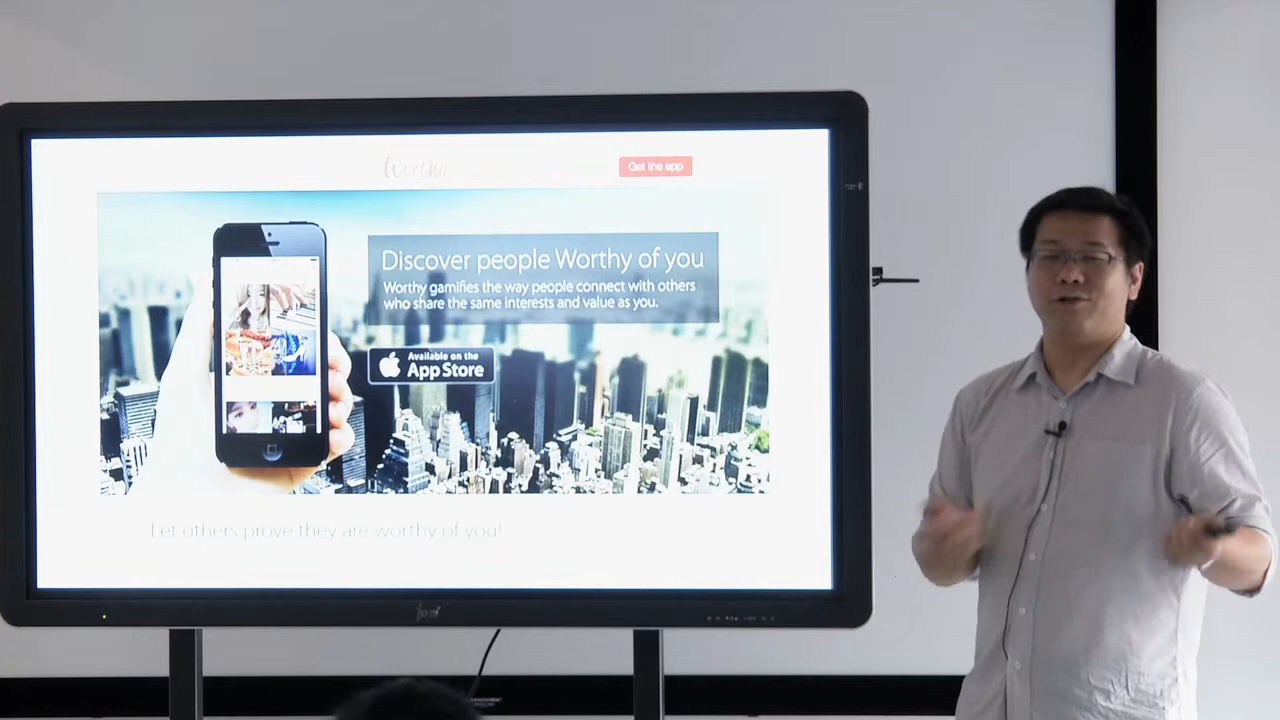 Worthy
Get the app
Discover people Worthy of you
Worthy gamifies the way people connect with others
who share the same interests and value as you.
Available on the
App Store
Let others prove they are worthy of you!